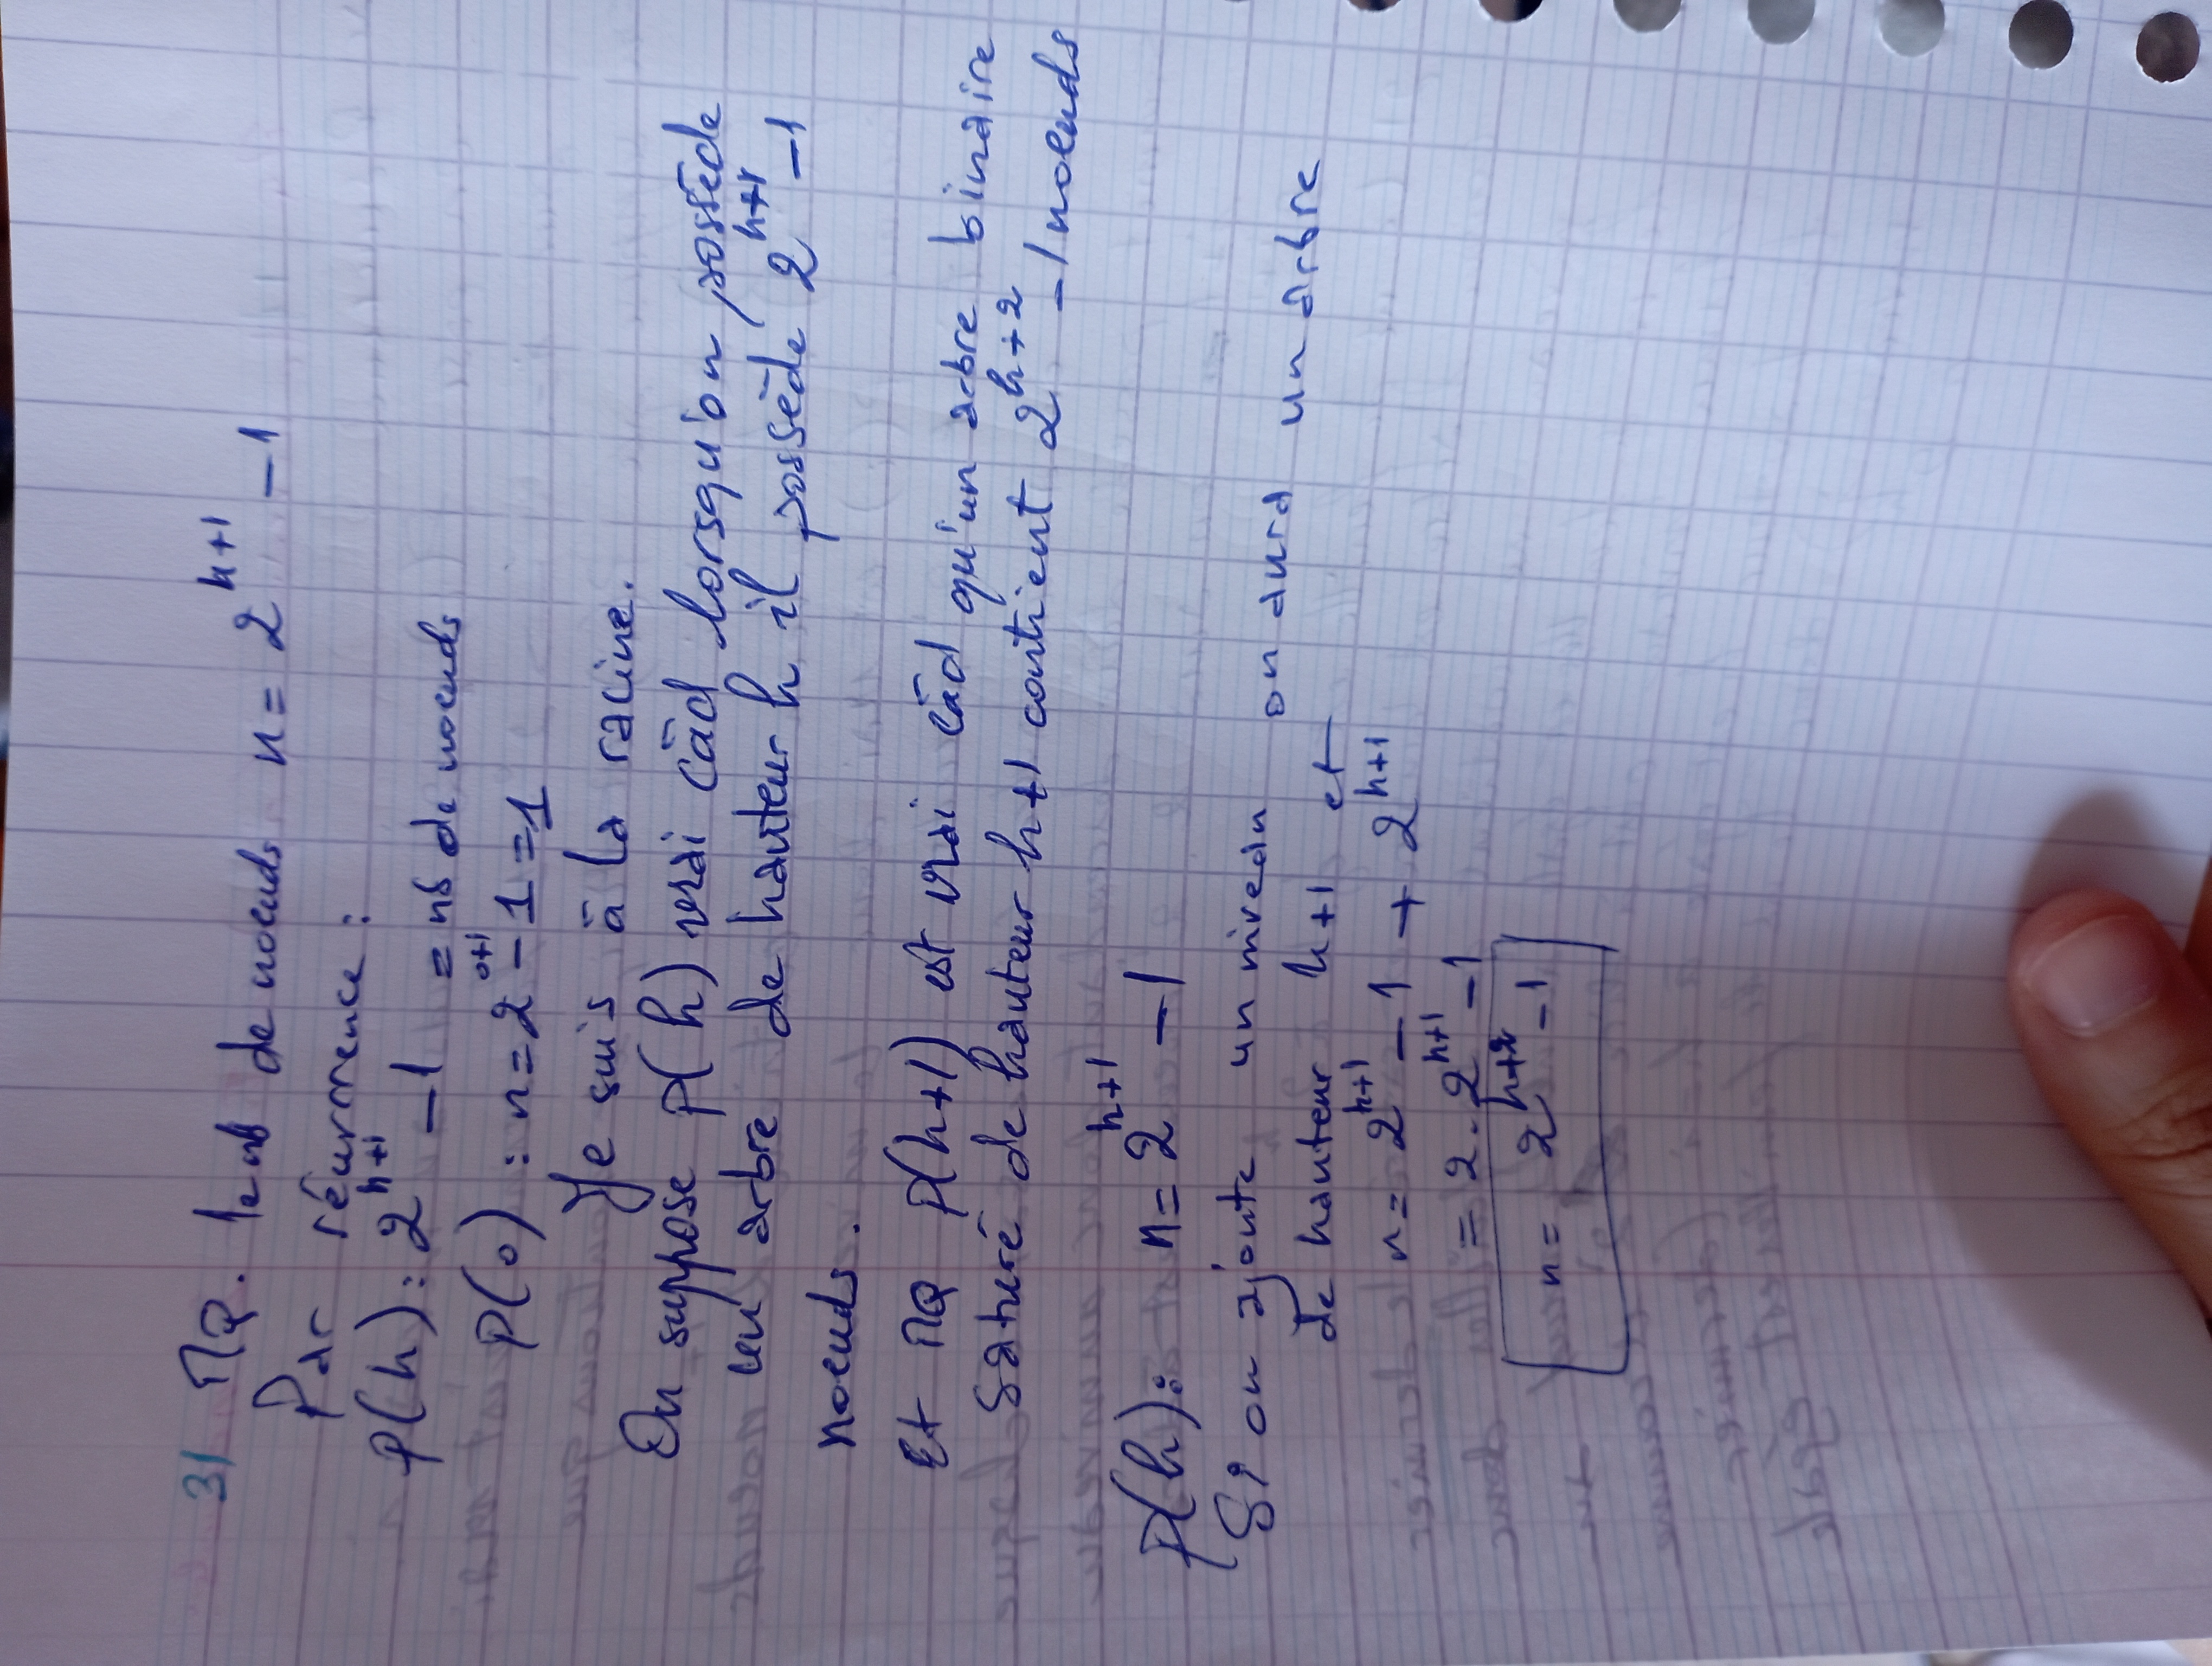 3/ MQ. le nb de noeuds n = 2^{h+1} - 1
Par réurrence :
P(h) : 2^{h+1} - 1 = nb de noeuds
P(0) : n = 2^{0+1} - 1 = 1
Je suis à la racine.
On suppose P(h) vrai càd lorsqu'on possède
un arbre de hauteur h il possède 2^{h+1} - 1
noeuds.
Et MQ P(h+1) est vrai càd qu'un arbre binaire
saturé de hauteur h+1 contient 2^{h+2} - 1 noeuds
P(h) : n = 2^{h+1} - 1
Si on ajoute un niveau on aura un arbre
de hauteur h+1 et
n = 2^{h+1} - 1 + 2^{h+1}
= 2 . 2^{h+1} - 1
n = 2^{h+2} - 1